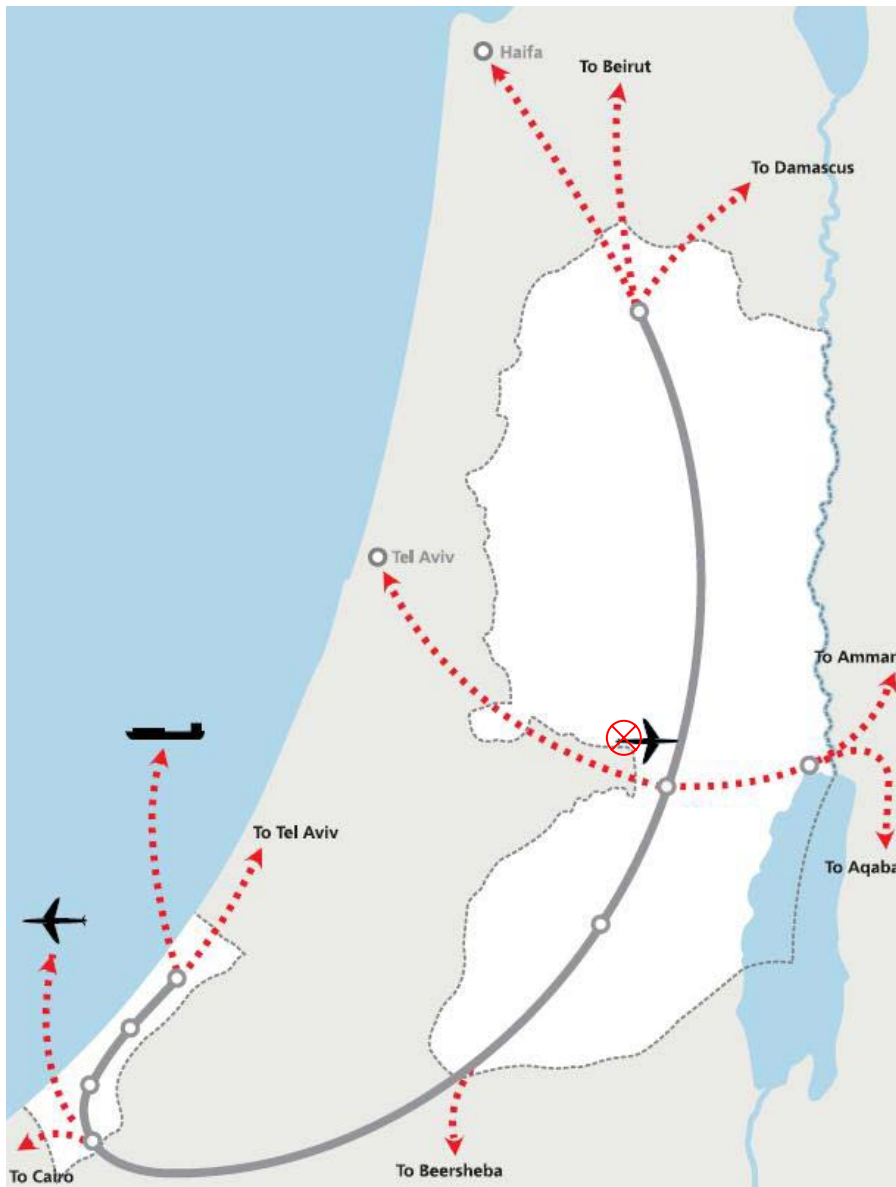 Haifa
To Beirut
To Damascus
Tel Aviv
To Amman
To Tel Aviv
To Aqaba
To Cairo
To Beersheba